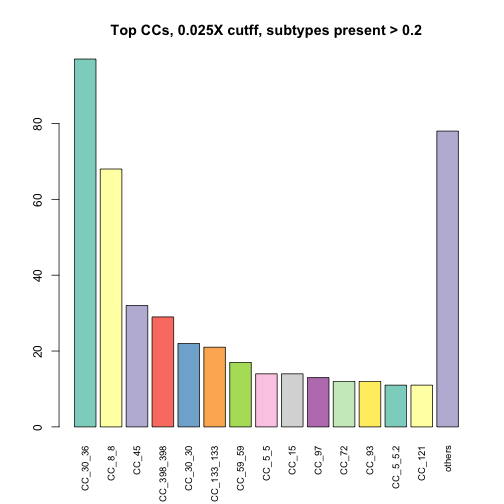 Top CCs, 0.025X cutff, subtypes present > 0.2
80
60
40
20
0
CC_30_36
CC_8_8
CC_45
CC_398_398
CC_30_30
CC_133_133
CC_59_59
CC_5_5
CC_15
CC_97
CC_72
CC_93
CC_5_5.2
CC_121
others